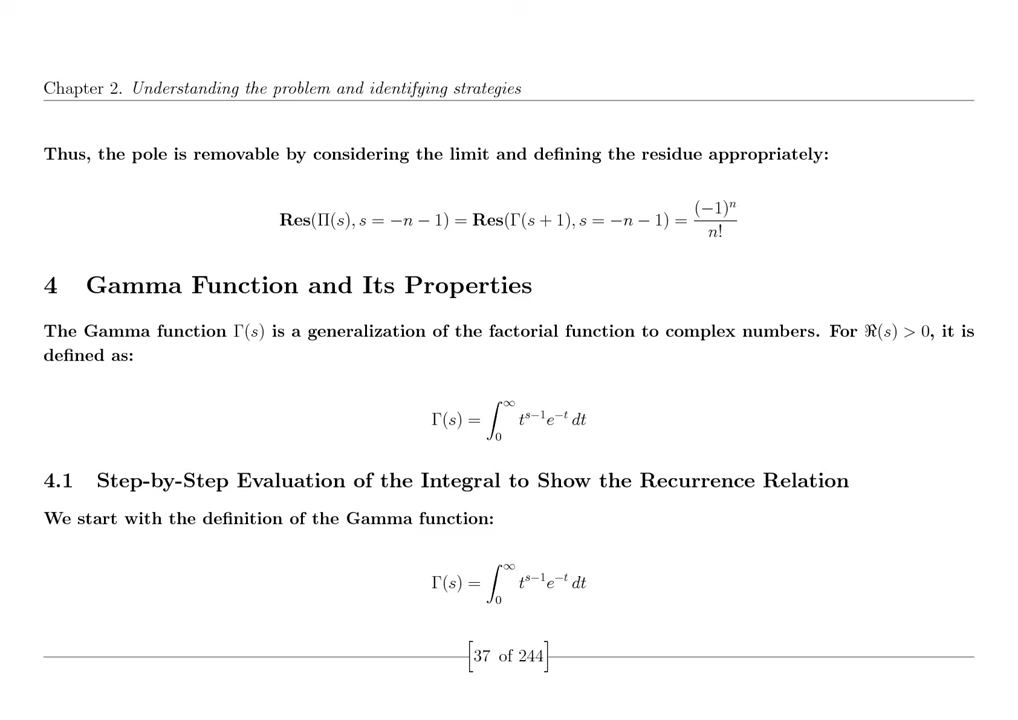 Chapter 2. Understanding the problem and identifying strategies
Thus, the pole is removable by considering the limit and defining the residue appropriately:
Res(Π(s), s = −n − 1) = Res(Γ(s + 1), s = −n − 1) = (−1)ⁿ / n!
4 Gamma Function and Its Properties
The Gamma function Γ(s) is a generalization of the factorial function to complex numbers. For ℜ(s) > 0, it is
defined as:
Γ(s) = ∫₀^∞ t^{s−1} e^{−t} dt
4.1 Step-by-Step Evaluation of the Integral to Show the Recurrence Relation
We start with the definition of the Gamma function:
Γ(s) = ∫₀^∞ t^{s−1} e^{−t} dt
[37 of 244]